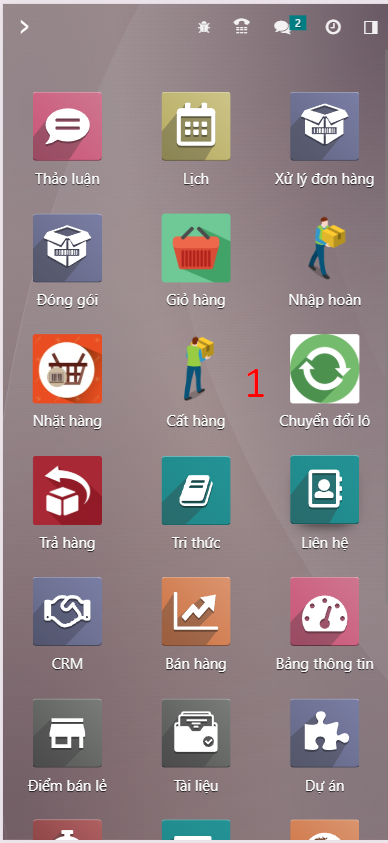 2
Thảo luận
Lịch
Xử lý đơn hàng
Đóng gói
Giỏ hàng
Nhập hoàn
Nhặt hàng
Cất hàng
1
Chuyển đổi lô
Trả hàng
Tri thức
Liên hệ
CRM
Bán hàng
Bảng thông tin
Điểm bán lẻ
Tài liệu
Dự án